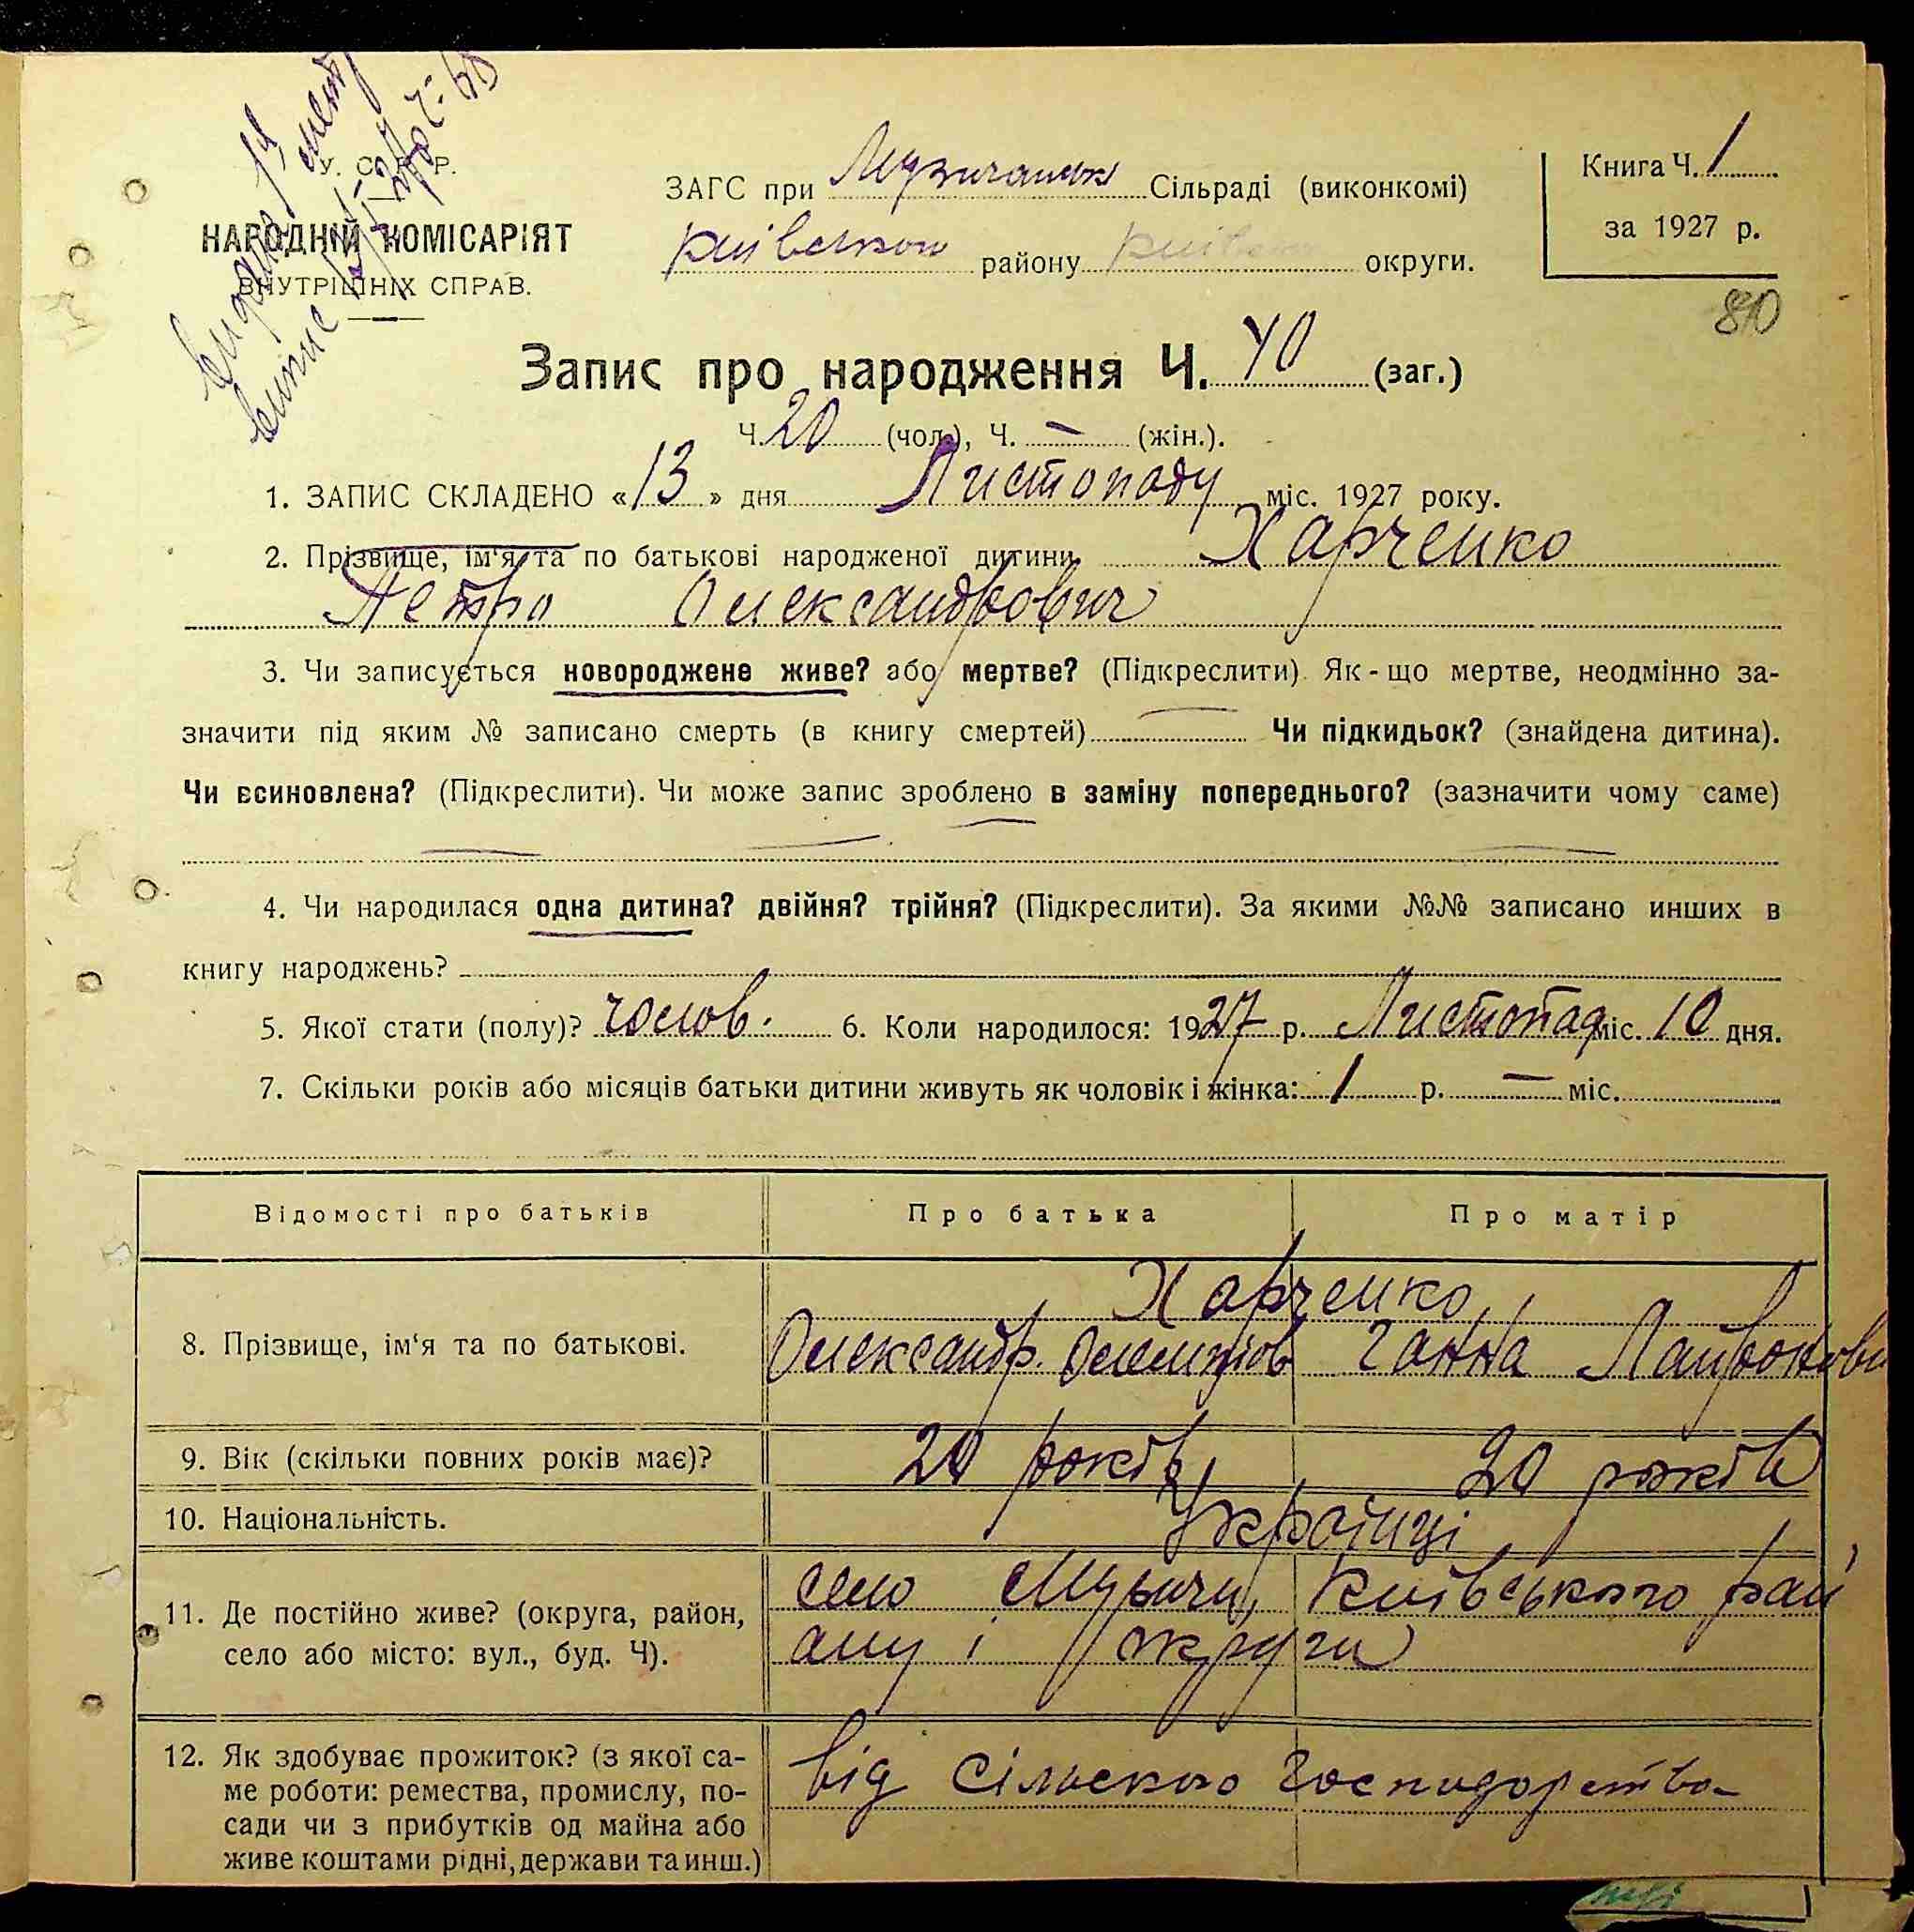 У. С. Р. Р.
НАРОДНІЙ КОМІСАРІЯТ
ВНУТРІШНІХ СПРАВ.
ЗАГС при Музичанськ Сільраді (виконкомі)
Київського району Київськ округи.
Книга Ч. 1
за 1927 р.
80
Запис про народження Ч. 40 (заг.)
Ч. 20 (чол.), Ч. — (жін.).
1. ЗАПИС СКЛАДЕНО «13» дня Листопаду міс. 1927 року.
2. Прізвище, ім'я та по батькові народженої дитини Харченко
Петро Олександрович
3. Чи записується новороджене живе? або мертве? (Підкреслити). Як-що мертве, неодмінно за-
значити під яким № записано смерть (в книгу смертей) — Чи підкидьок? (знайдена дитина).
Чи всиновлена? (Підкреслити). Чи може запис зроблено в заміну попереднього? (зазначити чому саме)
4. Чи народилася одна дитина? двійня? трійня? (Підкреслити). За якими №№ записано инших в
книгу народжень?
5. Якої стати (полу)? чолов. 6. Коли народилося: 1927 р. Листопад міс. 10 дня.
7. Скільки років або місяців батьки дитини живуть як чоловік і жінка: 1 р. — міс.
Відомості про батьків Про батька Про матір
Харченко
8. Прізвище, ім'я та по батькові. Олександр. Ганна
9. Вік (скільки повних років має)? 20 років 20 років
10. Національність. Українці
11. Де постійно живе? (округа, район, село Музичи, Київського рай
село або місто: вул., буд. Ч). ону і округи
12. Як здобуває прожиток? (з якої са- від сільского господарства
ме роботи: ремества, промислу, по-
сади чи з прибутків од майна або
живе коштами рідні, держави та инш.)